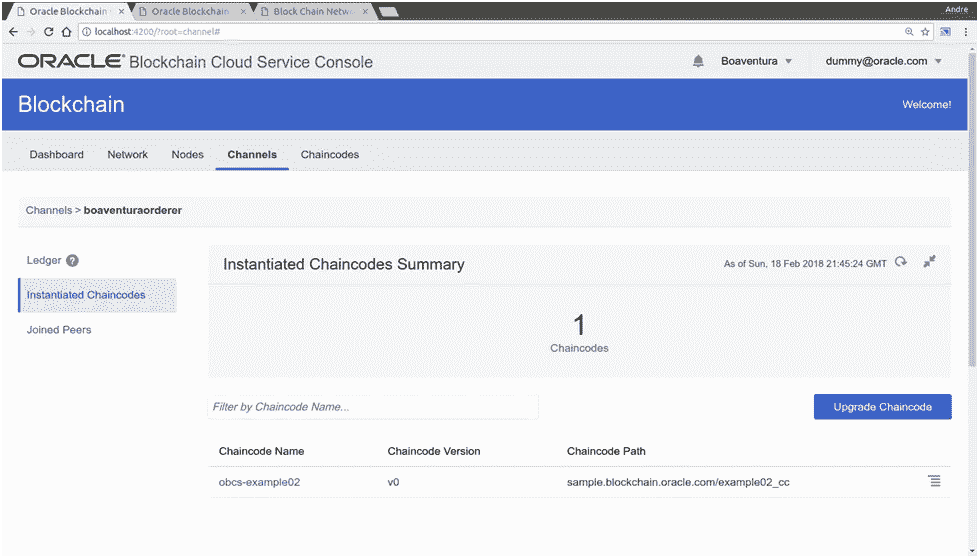 Oracle Blockchain
Oracle Blockchain
Block Chain Netw
Andre
localhost:4200/?root=channel#
ORACLE® Blockchain Cloud Service Console
Boaventura
dummy@oracle.com
Blockchain
Welcome!
Dashboard Network Nodes Channels Chaincodes
Channels > boaventuraorderer
Ledger ?
Instantiated Chaincodes
Joined Peers
Instantiated Chaincodes Summary
As of Sun, 18 Feb 2018 21:45:24 GMT
1
Chaincodes
Filter by Chaincode Name...
Upgrade Chaincode
Chaincode Name Chaincode Version Chaincode Path
obcs-example02 v0 sample.blockchain.oracle.com/example02_cc